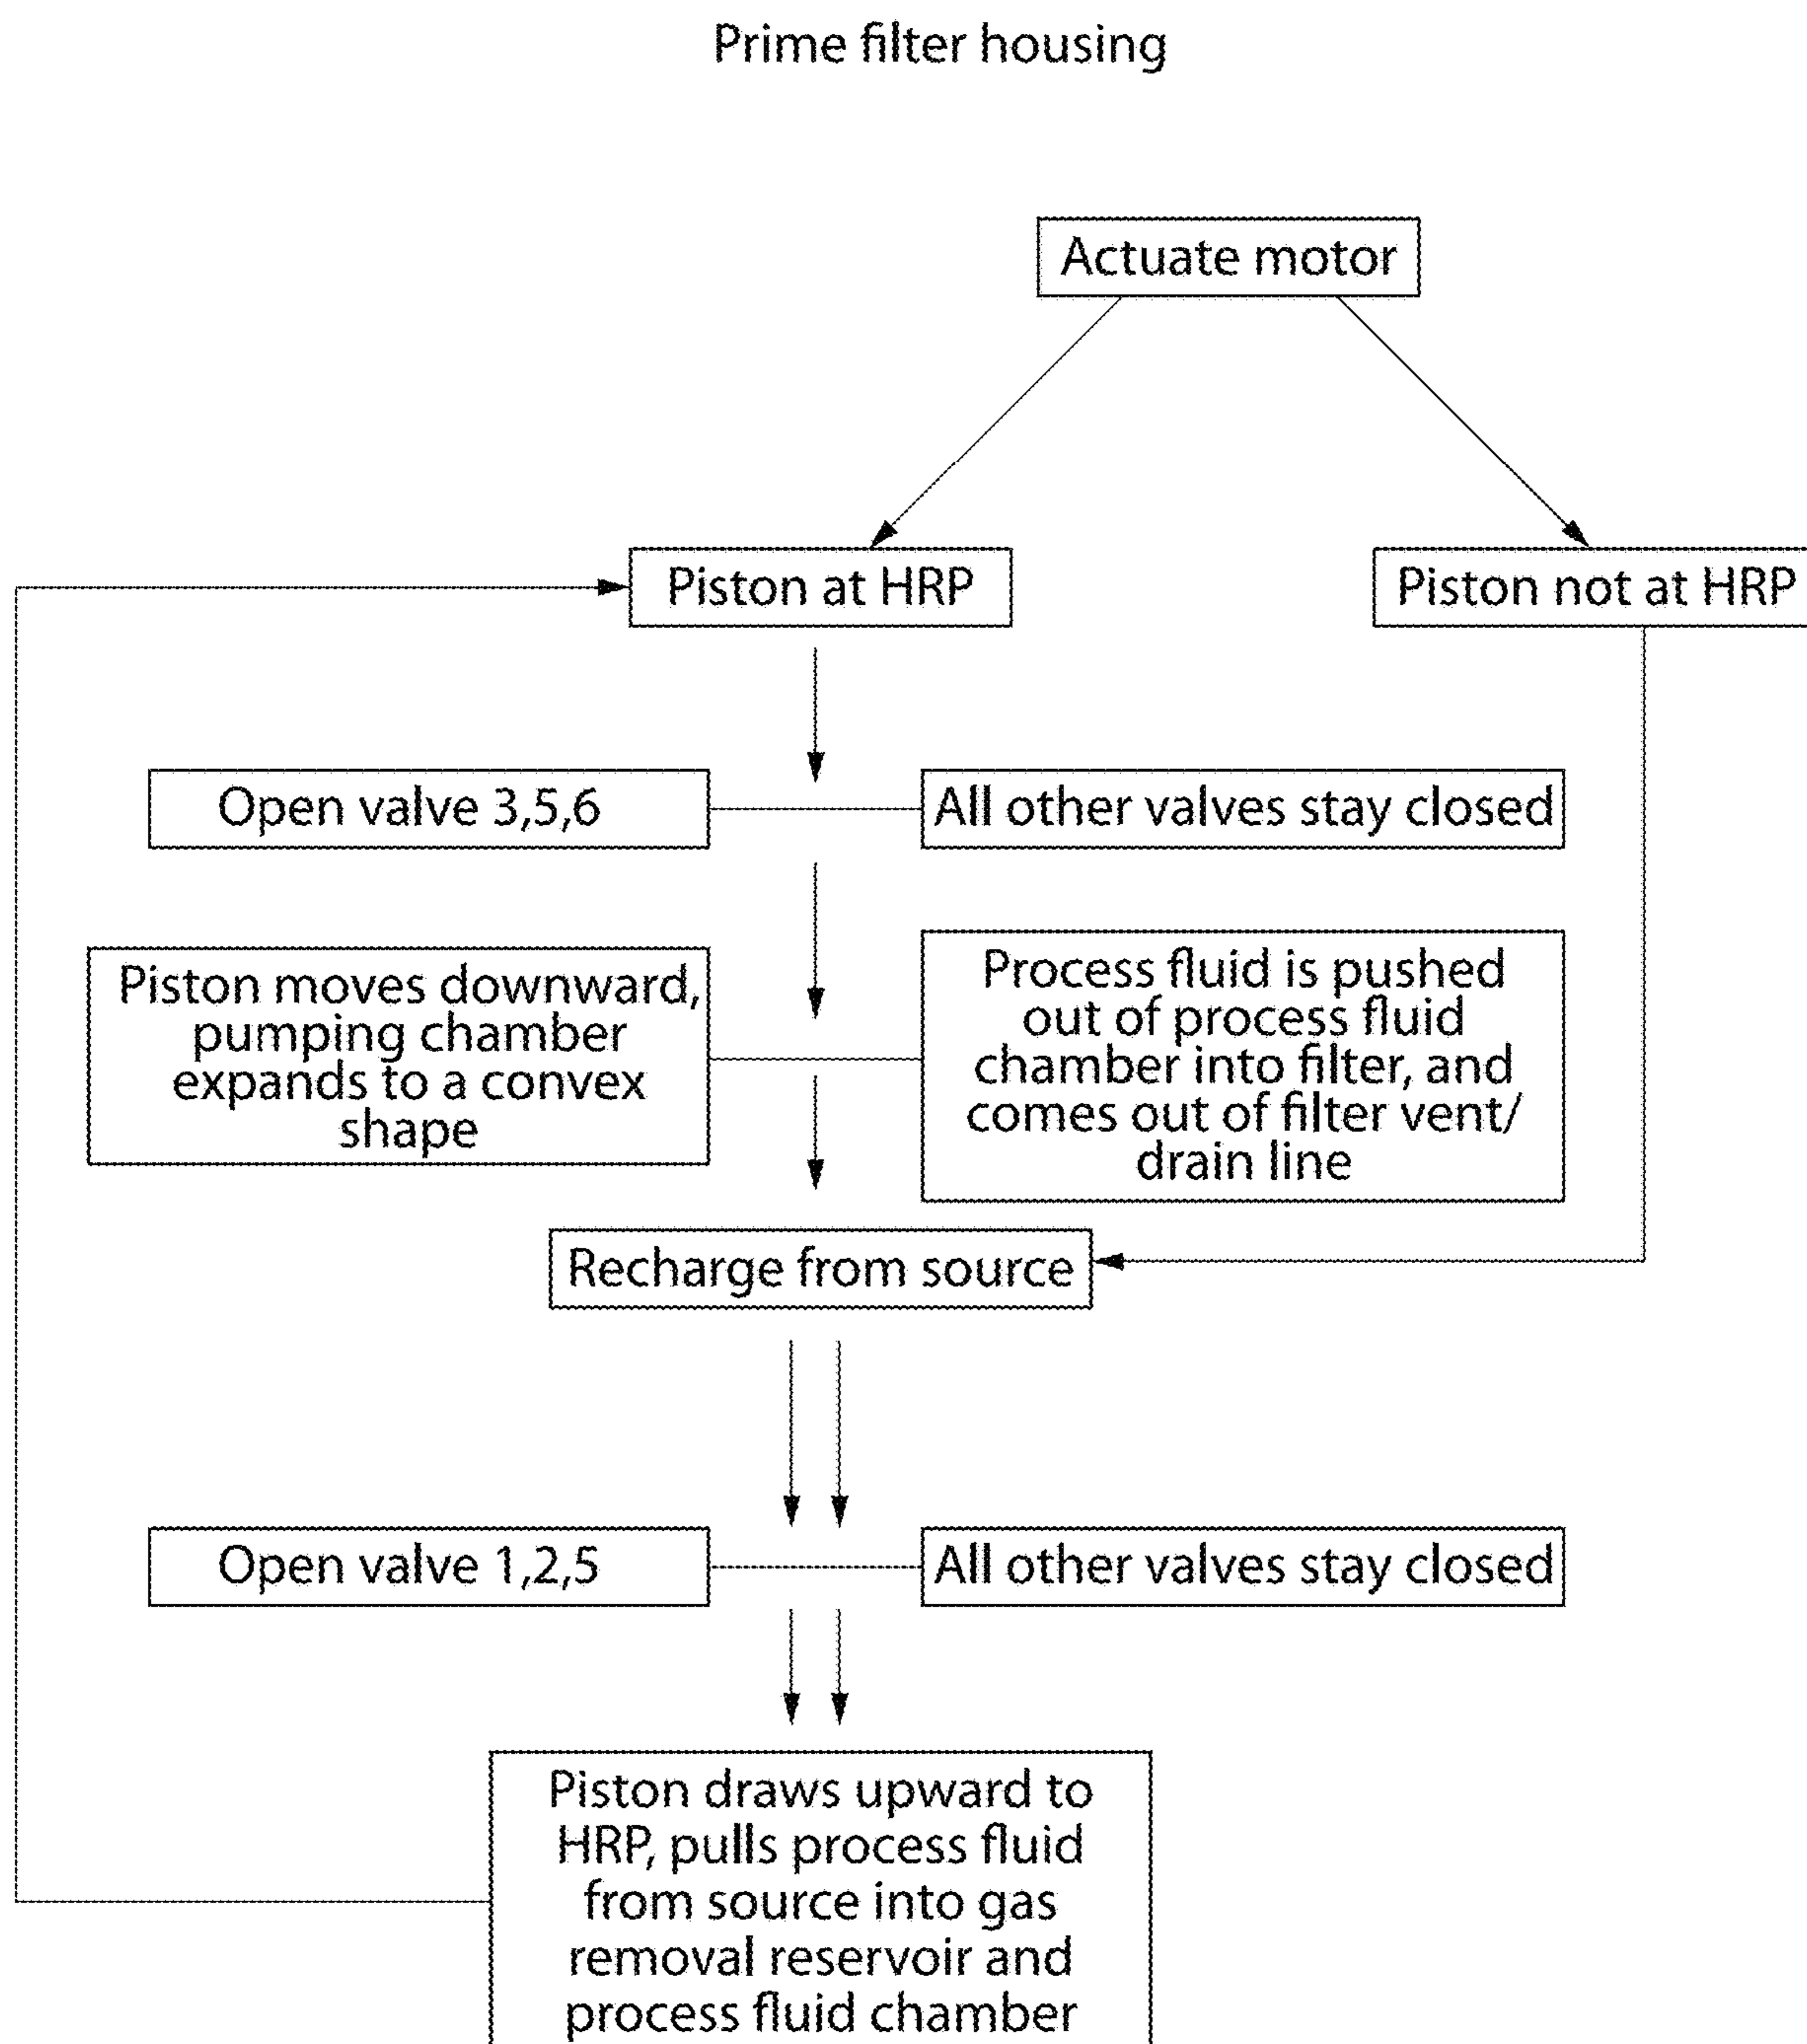 Prime filter housing
Actuate motor
Piston at HRP
Piston not at HRP
Open valve 3,5,6
All other valves stay closed
Piston moves downward,
pumping chamber
expands to a convex
shape
Process fluid is pushed
out of process fluid
chamber into filter, and
comes out of filter vent/
drain line
Recharge from source
Open valve 1,2,5
All other valves stay closed
Piston draws upward to
HRP, pulls process fluid
from source into gas
removal reservoir and
process fluid chamber